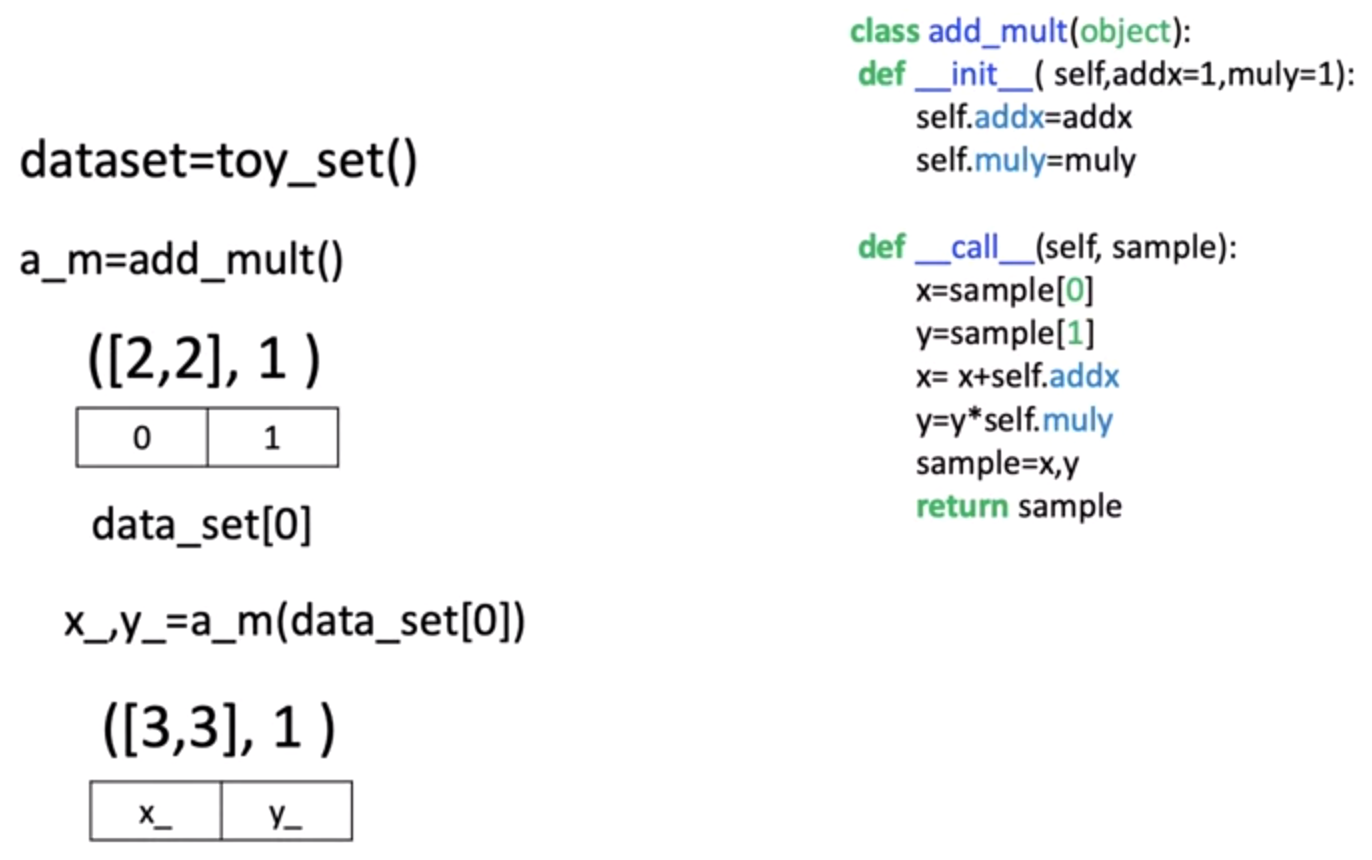 dataset=toy_set()
a_m=add_mult()
([2,2], 1 )
0 1
data_set[0]
x_,y_=a_m(data_set[0])
([3,3], 1 )
x_ y_
class add_mult(object):
def __init__( self,addx=1,muly=1):
self.addx=addx
self.muly=muly
def __call__(self, sample):
x=sample[0]
y=sample[1]
x= x+self.addx
y=y*self.muly
sample=x,y
return sample